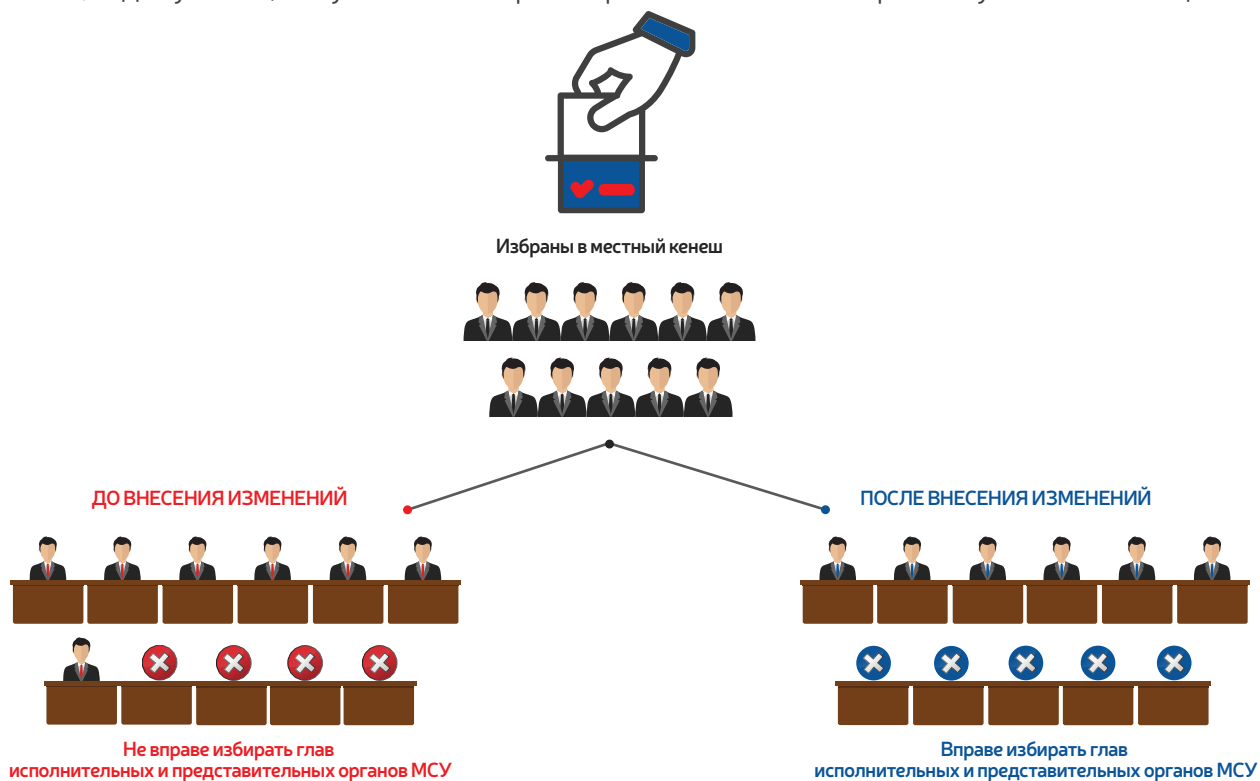 Избраны в местный кенеш
ДО ВНЕСЕНИЯ ИЗМЕНЕНИЙ
ПОСЛЕ ВНЕСЕНИЯ ИЗМЕНЕНИЙ
Не вправе избирать глав
исполнительных и представительных органов МСУ
Вправе избирать глав
исполнительных и представительных органов МСУ